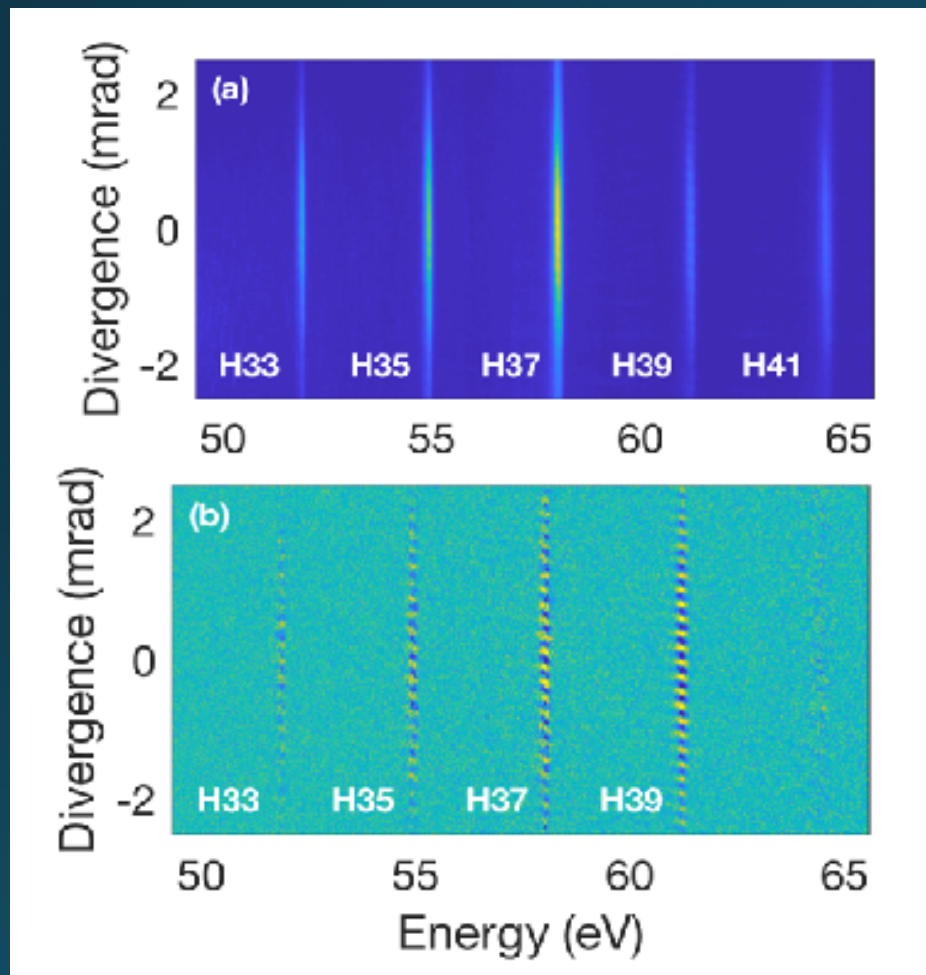 (a)
Divergence (mrad)
2
0
-2
H33 H35 H37 H39 H41
50 55 60 65
(b)
Divergence (mrad)
2
0
-2
H33 H35 H37 H39
50 55 60 65
Energy (eV)